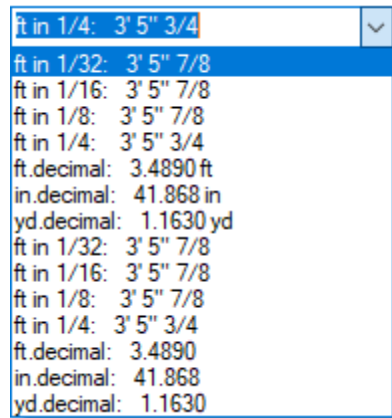 ft in 1/4:   3' 5" 3/4
ft in 1/32:   3' 5" 7/8
ft in 1/16:   3' 5" 7/8
ft in 1/8:   3' 5" 7/8
ft in 1/4:   3' 5" 3/4
ft.decimal:   3.4890 ft
in.decimal:   41.868 in
yd.decimal:   1.1630 yd
ft in 1/32:   3' 5" 7/8
ft in 1/16:   3' 5" 7/8
ft in 1/8:   3' 5" 7/8
ft in 1/4:   3' 5" 3/4
ft.decimal:   3.4890
in.decimal:   41.868
yd.decimal:   1.1630